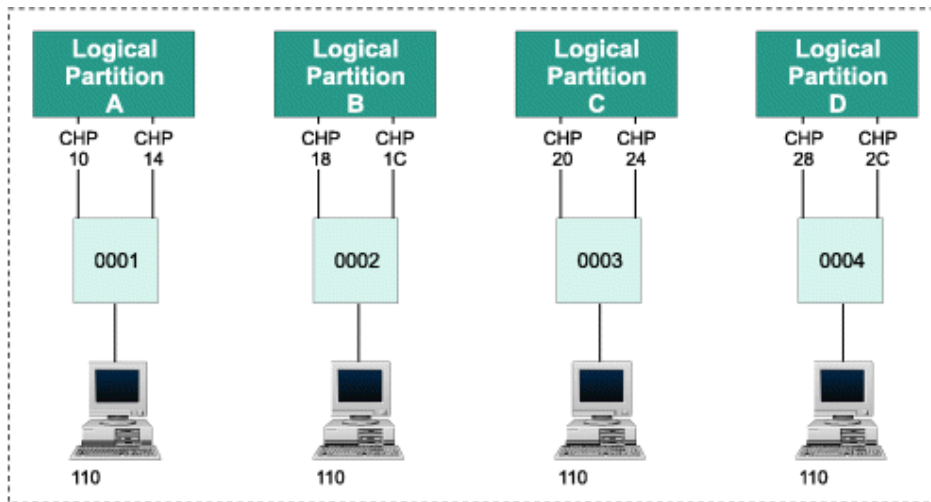 Logical Partition A
Logical Partition B
Logical Partition C
Logical Partition D
CHP 10
CHP 14
CHP 18
CHP 1C
CHP 20
CHP 24
CHP 28
CHP 2C
0001
0002
0003
0004
110
110
110
110